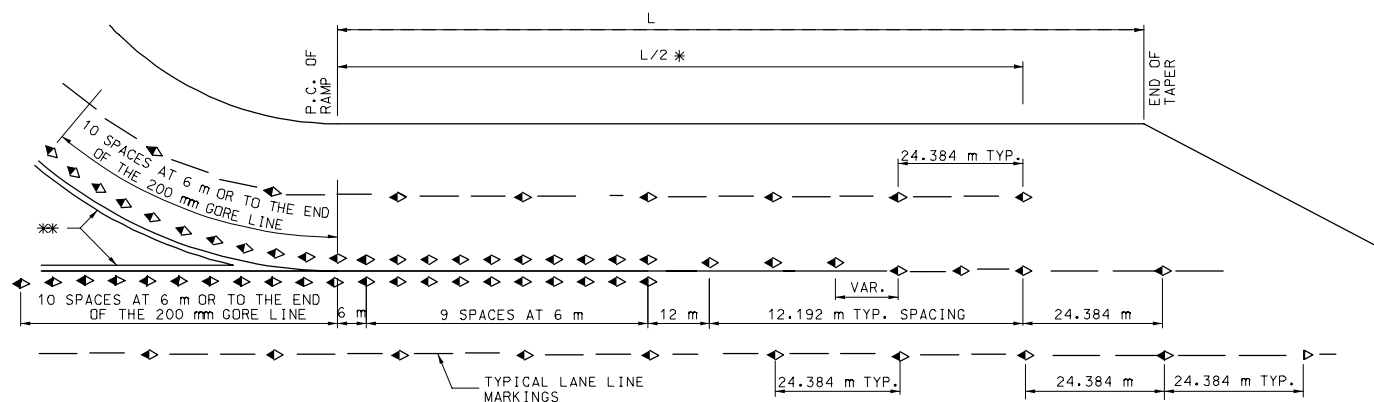 L
L/2 *
P.C. OF
RAMP
END OF
TAPER
10 SPACES AT 6 m OR TO THE END
OF THE 200 mm GORE LINE
24.384 m TYP.
**
VAR.
10 SPACES AT 6 m OR TO THE END
OF THE 200 mm GORE LINE
6 m
9 SPACES AT 6 m
12 m
12.192 m TYP. SPACING
24.384 m
TYPICAL LANE LINE
MARKINGS
24.384 m TYP.
24.384 m
24.384 m TYP.